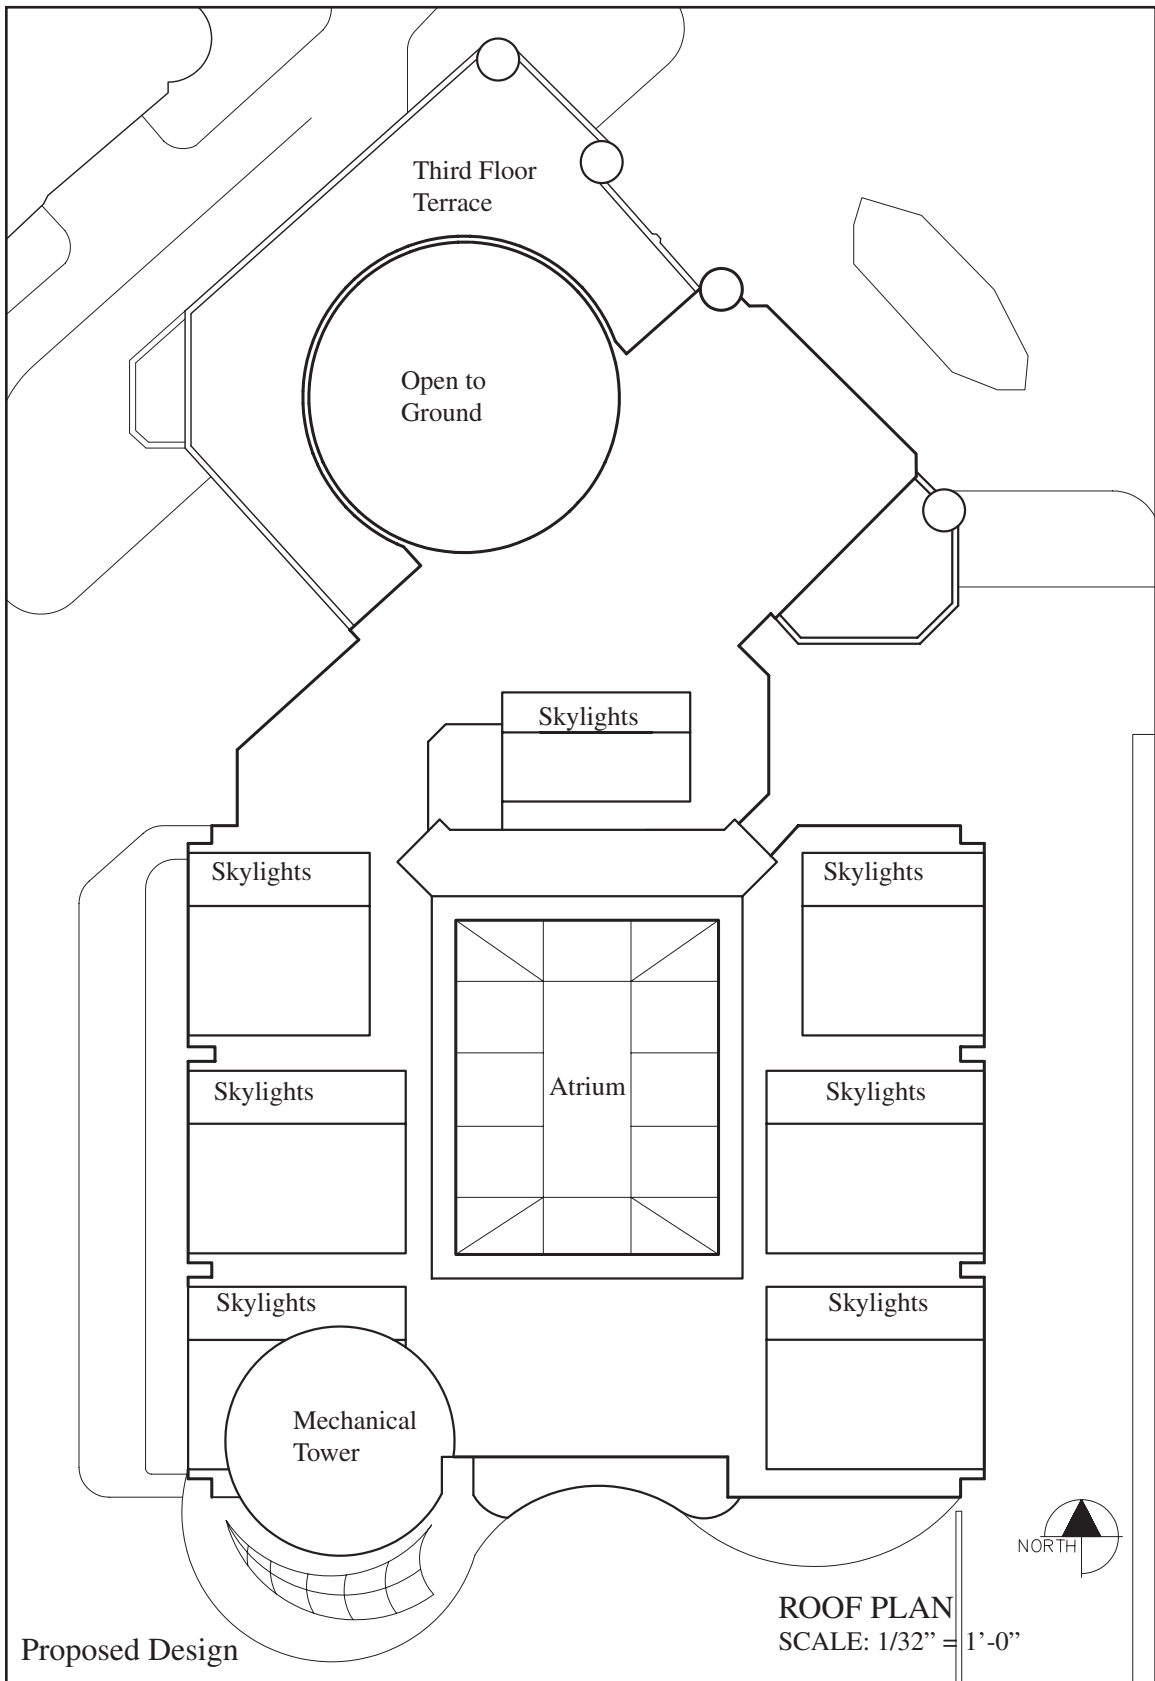 Third Floor
Terrace
Open to
Ground
Skylights
Skylights
Skylights
Skylights
Atrium
Skylights
Skylights
Skylights
Mechanical
Tower
NORTH
ROOF PLAN
SCALE: 1/32” = 1’-0”
Proposed Design